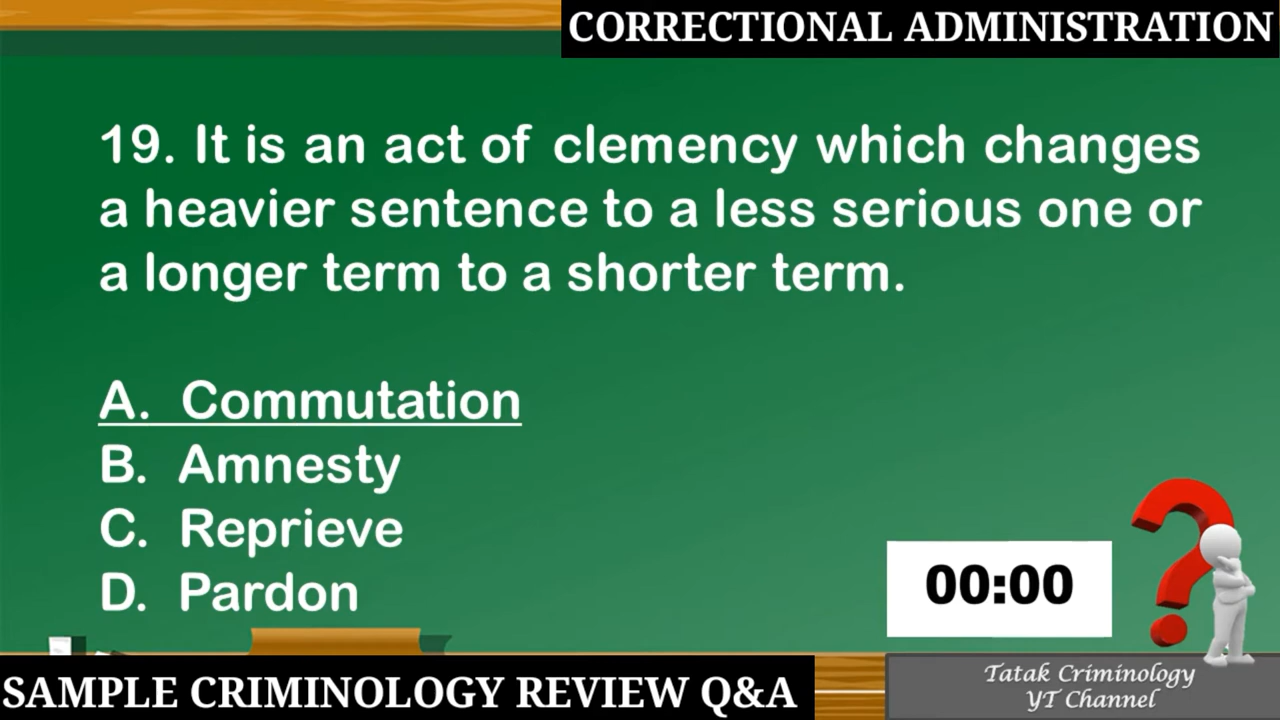 CORRECTIONAL ADMINISTRATION
19. It is an act of clemency which changes
a heavier sentence to a less serious one or
a longer term to a shorter term.
A. Commutation
B. Amnesty
C. Reprieve
D. Pardon
00:00
SAMPLE CRIMINOLOGY REVIEW Q&A
Tatak Criminology
YT Channel